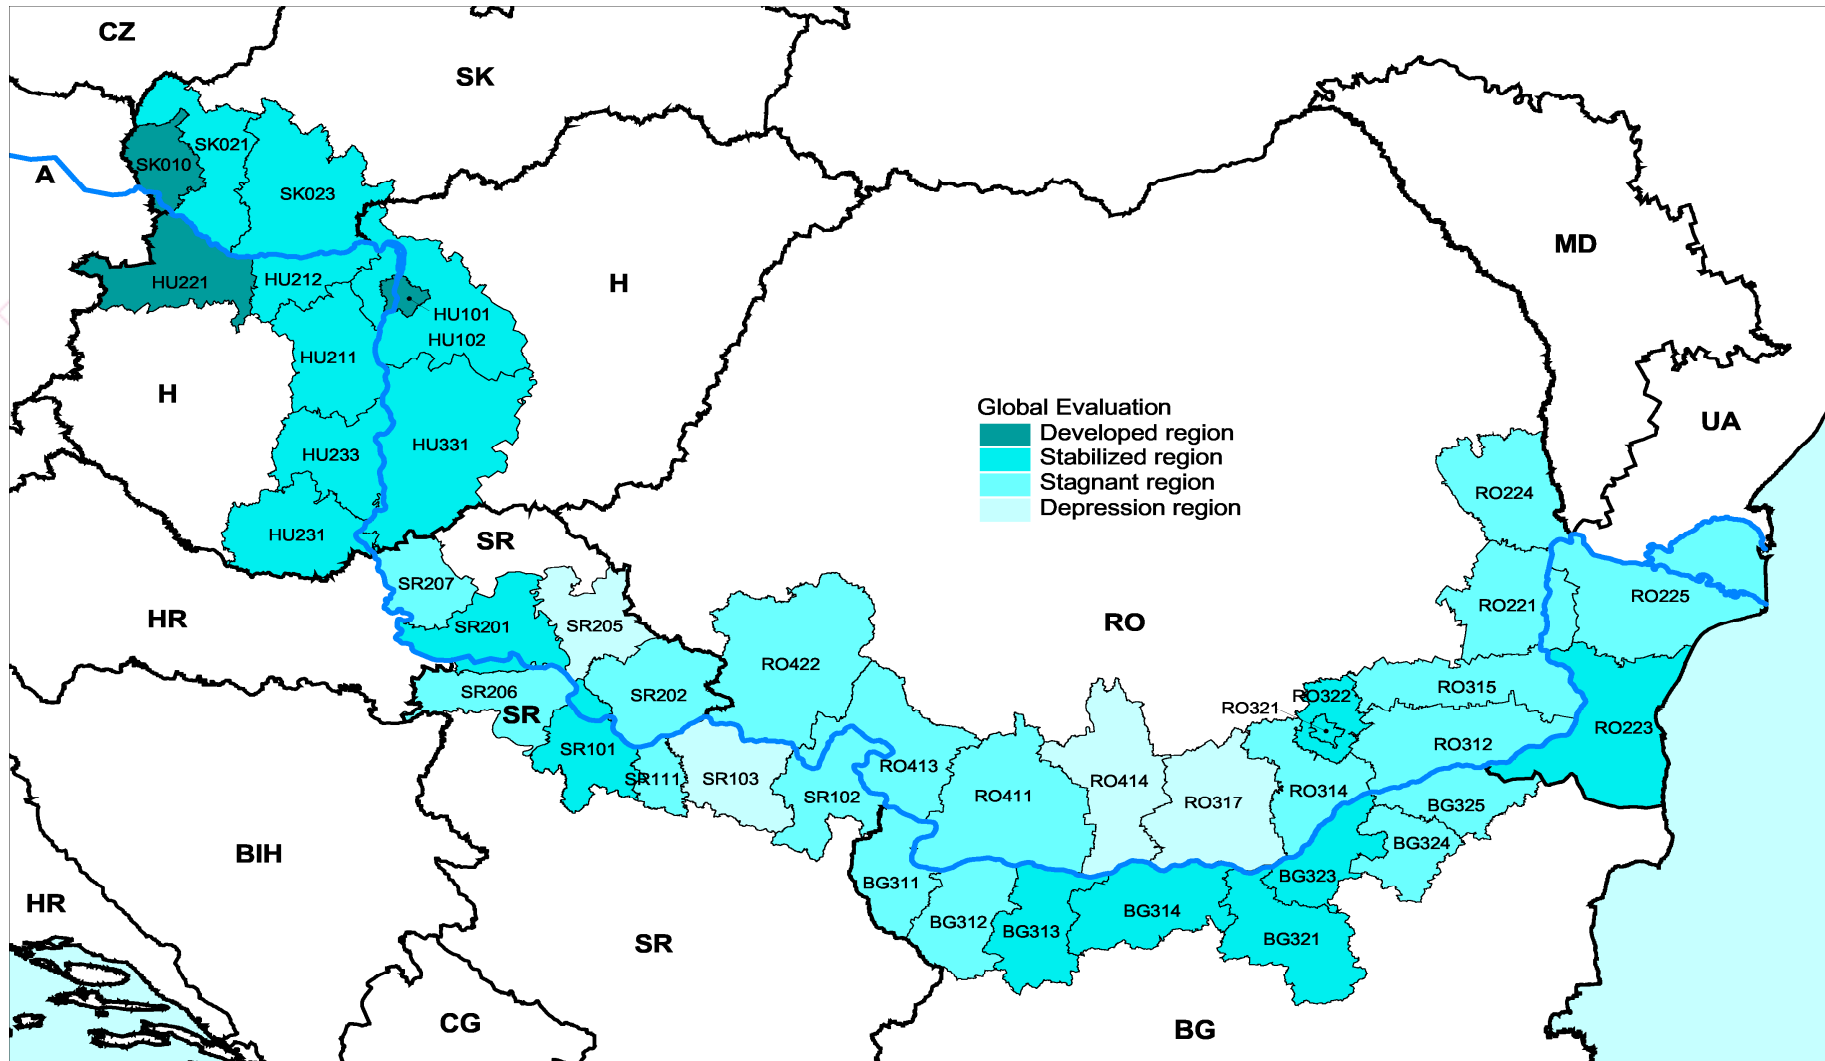 CZ
SK
SK021
SK010
A
SK023
MD
HU221
HU212
H
HU101
HU102
HU211
H
Global Evaluation
Developed region
Stabilized region
Stagnant region
Depression region
UA
HU233
HU331
RO224
HU231
SR
SR207
RO225
RO221
HR
SR201
SR205
RO
RO422
SR206
SR202
RO315
RO322
RO321
SR
RO223
SR101
RO312
SR111
SR103
RO413
RO414
RO314
SR102
RO411
RO317
BG325
BG324
BIH
BG311
BG323
HR
BG312
BG313
BG314
BG321
SR
CG
BG